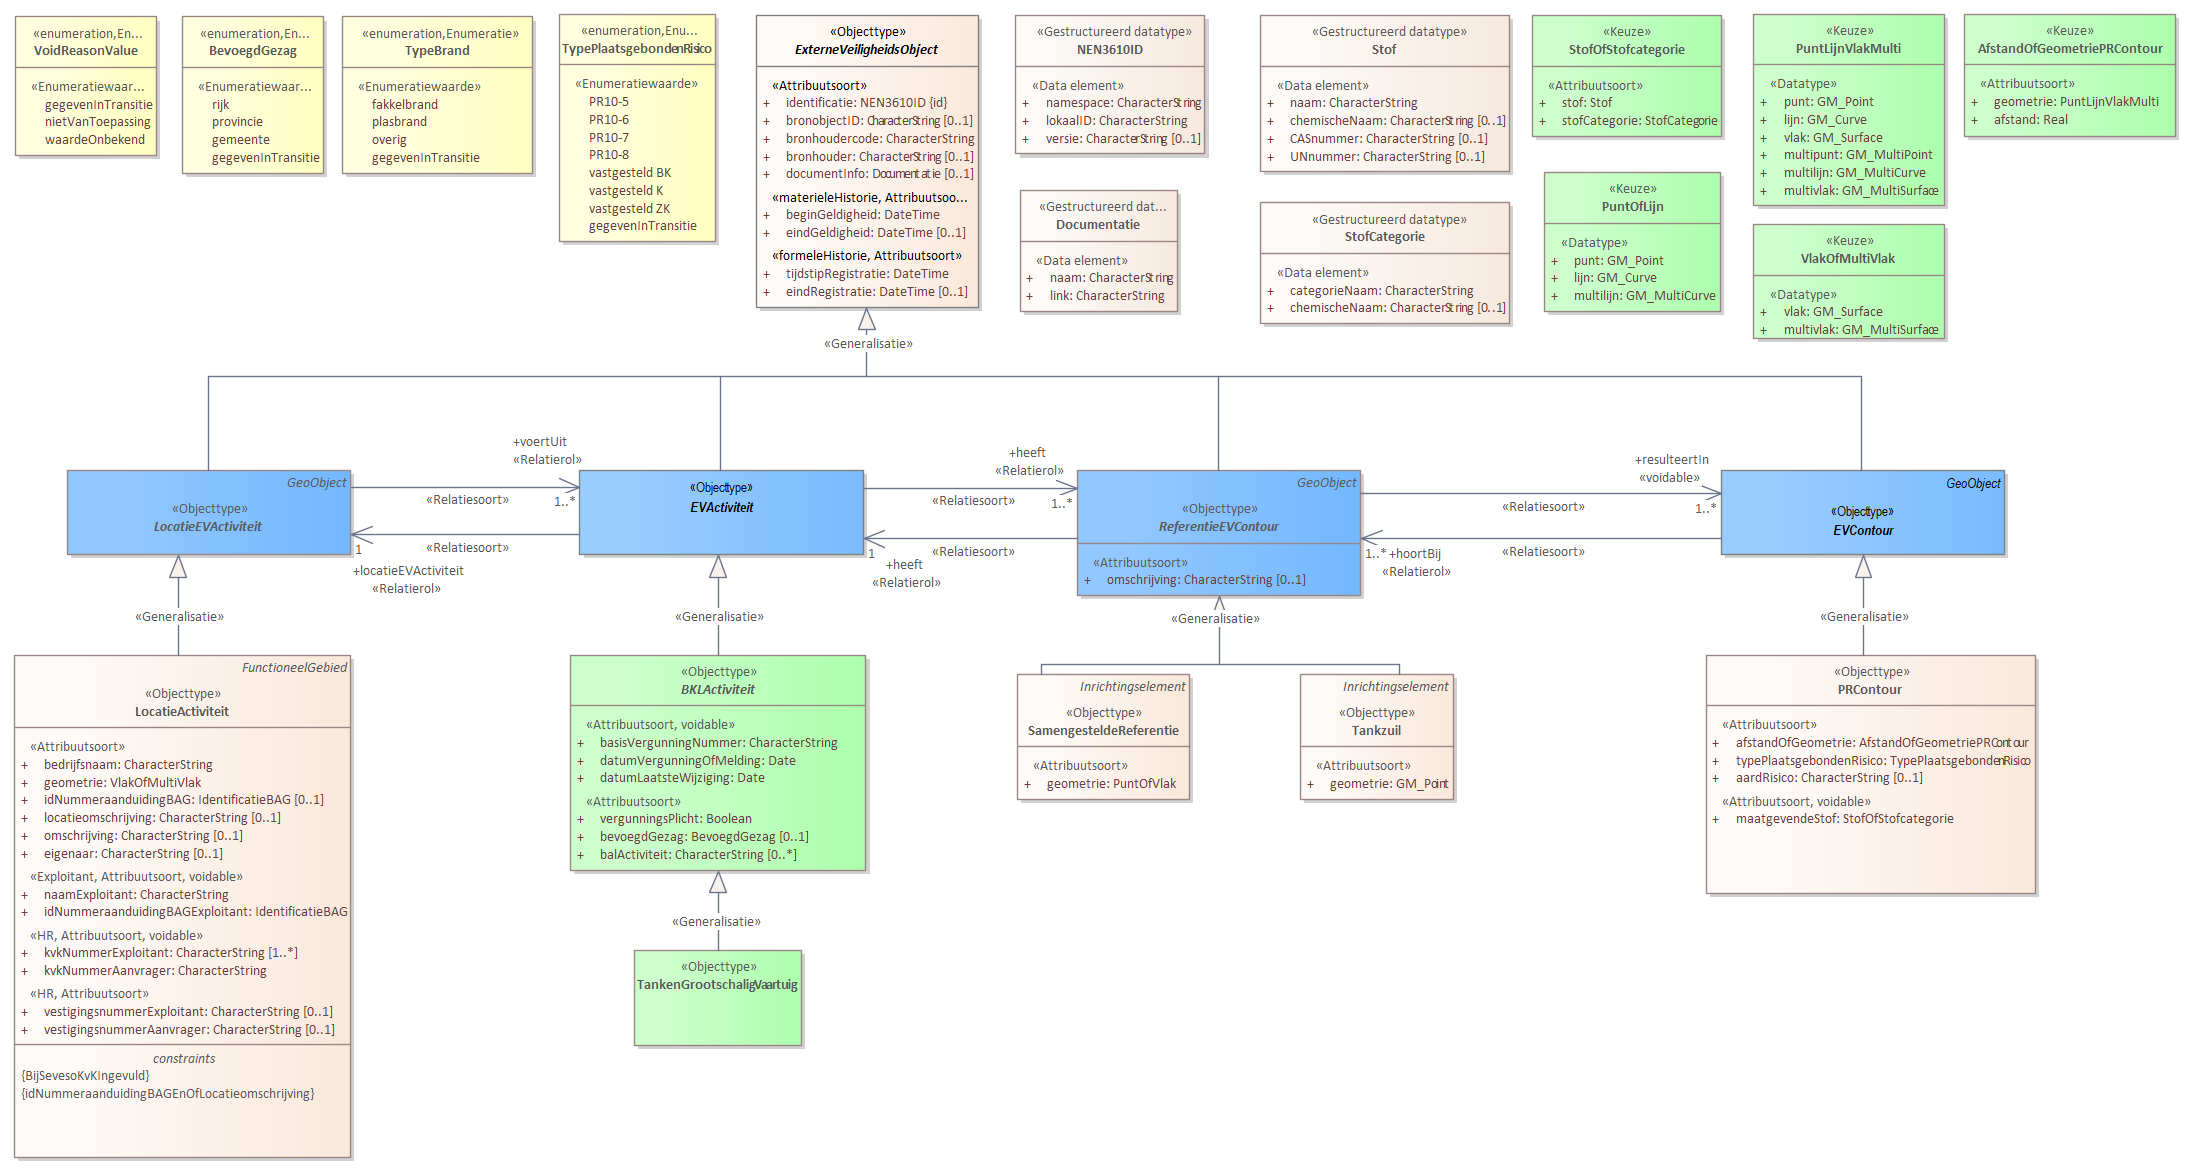 «enumeration,En...
VoidReasonValue
«Enumeratiewaar...
gegevenInTransitie
nietVanToepassing
waardeOnbekend
«enumeration,En...
BevoegdGezag
«Enumeratiewaar...
rijk
provincie
gemeente
gegevenInTransitie
«enumeration,Enumeratie»
TypeBrand
«Enumeratiewaarde»
fakkelbrand
plasbrand
overig
gegevenInTransitie
«enumeration,Enu...
TypePlaatsgebondenRisico
«Enumeratiewaarde»
PR10-5
PR10-6
PR10-7
PR10-8
vastgesteld BK
vastgesteld K
vastgesteld ZK
gegevenInTransitie
«Objecttype»
ExterneVeiligheidsObject
«Attribuutsoort»
+ identificatie: NEN3610ID {id}
+ bronobjectID: CharacterString [0..1]
+ bronhoudercode: CharacterString
+ bronhouder: CharacterString [0..1]
+ documentInfo: Documentatie [0..1]
«materieleHistorie, Attribuutsoo...
+ beginGeldigheid: DateTime
+ eindGeldigheid: DateTime [0..1]
«formeleHistorie, Attribuutsoort»
+ tijdstipRegistratie: DateTime
+ eindRegistratie: DateTime [0..1]
«Gestructureerd datatype»
NEN3610ID
«Data element»
+ namespace: CharacterString
+ lokaalID: CharacterString
+ versie: CharacterString [0..1]
«Gestructureerd dat...
Documentatie
«Data element»
+ naam: CharacterString
+ link: CharacterString
«Gestructureerd datatype»
Stof
«Data element»
+ naam: CharacterString
+ chemischeNaam: CharacterString [0..1]
+ CASnummer: CharacterString [0..1]
+ UNnummer: CharacterString [0..1]
«Gestructureerd datatype»
StofCategorie
«Data element»
+ categorieNaam: CharacterString
+ chemischeNaam: CharacterString [0..1]
«Keuze»
StofOfStofcategorie
«Attribuutsoort»
+ stof: Stof
+ stofCategorie: StofCategorie
«Keuze»
PuntOfLijn
«Datatype»
+ punt: GM_Point
+ lijn: GM_Curve
+ multilijn: GM_MultiCurve
«Keuze»
PuntLijnVlakMulti
«Datatype»
+ punt: GM_Point
+ lijn: GM_Curve
+ vlak: GM_Surface
+ multipunt: GM_MultiPoint
+ multilijn: GM_MultiCurve
+ multivlak: GM_MultiSurface
«Keuze»
VlakOfMultiVlak
«Datatype»
+ vlak: GM_Surface
+ multivlak: GM_MultiSurface
«Keuze»
AfstandOfGeometriePRContour
«Attribuutsoort»
+ geometrie: PuntLijnVlakMulti
+ afstand: Real
«Generalisatie»
GeoObject
«Objecttype»
LocatieEVActiviteit
+voertUit
«Relatierol»
«Relatiesoort»
1..*
«Relatiesoort»
1
+locatieEVActiviteit
«Relatierol»
«Objecttype»
EVActiviteit
+heeft
«Relatierol»
«Relatiesoort»
1..*
«Relatiesoort»
1
+heeft
«Relatierol»
GeoObject
«Objecttype»
ReferentieEVContour
«Attribuutsoort»
+ omschrijving: CharacterString [0..1]
+resulteertIn
«voidable»
«Relatiesoort»
1..*
«Relatiesoort»
1..* +hoortBij
«Relatierol»
GeoObject
«Objecttype»
EVContour
«Generalisatie»
«Generalisatie»
«Generalisatie»
«Generalisatie»
FunctioneelGebied
«Objecttype»
LocatieActiviteit
«Attribuutsoort»
+ bedrijfsnaam: CharacterString
+ geometrie: VlakOfMultiVlak
+ idNummeraanduidingBAG: IdentificatieBAG [0..1]
+ locatieomschrijving: CharacterString [0..1]
+ omschrijving: CharacterString [0..1]
+ eigenaar: CharacterString [0..1]
«Exploitant, Attribuutsoort, voidable»
+ naamExploitant: CharacterString
+ idNummeraanduidingBAGExploitant: IdentificatieBAG
«HR, Attribuutsoort, voidable»
+ kvkNummerExploitant: CharacterString [1..*]
+ kvkNummerAanvrager: CharacterString
«HR, Attribuutsoort»
+ vestigingsnummerExploitant: CharacterString [0..1]
+ vestigingsnummerAanvrager: CharacterString [0..1]
constraints
{BijSevesoKvKIngevuld}
{idNummeraanduidingBAGEnOfLocatieomschrijving}
«Objecttype»
BKLActiviteit
«Attribuutsoort, voidable»
+ basisVergunningNummer: CharacterString
+ datumVergunningOfMelding: Date
+ datumLaatsteWijziging: Date
«Attribuutsoort»
+ vergunningsPlicht: Boolean
+ bevoegdGezag: BevoegdGezag [0..1]
+ balActiviteit: CharacterString [0..*]
«Generalisatie»
«Objecttype»
TankenGrootschaligVaartuig
Inrichtingselement
«Objecttype»
SamengesteldeReferentie
«Attribuutsoort»
+ geometrie: PuntOfVlak
Inrichtingselement
«Objecttype»
Tankzuil
«Attribuutsoort»
+ geometrie: GM_Point
«Objecttype»
PRContour
«Attribuutsoort»
+ afstandOfGeometrie: AfstandOfGeometriePRContour
+ typePlaatsgebondenRisico: TypePlaatsgebondenRisico
+ aardRisico: CharacterString [0..1]
«Attribuutsoort, voidable»
+ maatgevendeStof: StofOfStofcategorie